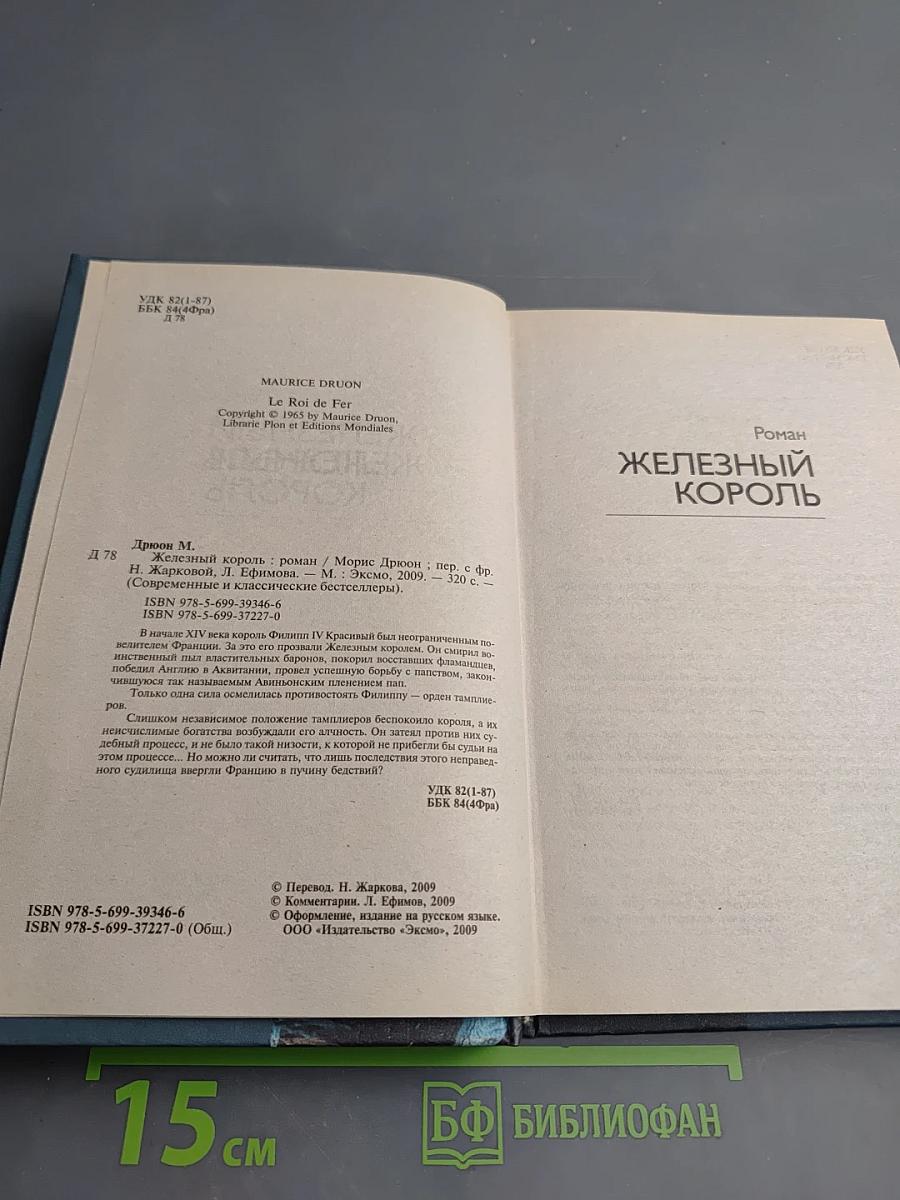 УДК 82(1-87)
ББК 84(4Фра)
Д 78
MAURICE DRUON
Le Roi de Fer
Copyright © 1965 by Maurice Druon,
Librarie Plon et Editions Mondiales
Дрюон М.
Д 78
Железный король : роман / Морис Дрюон ; пер. с фр.
Н. Жарковой, Л. Ефимова. — М. : Эксмо, 2009. — 320 с. —
(Современные и классические бестселлеры).
ISBN 978-5-699-39346-6
ISBN 978-5-699-37227-0
В начале XIV века король Филипп IV Красивый был неограниченным по-
велителем Франции. За это его прозвали Железным королем. Он смирил во-
инственный пыл властительных баронов, покорил восставших фламандцев,
победил Англию в Аквитании, провел успешную борьбу с папством, закон-
чившуюся так называемым Авиньонским пленением пап.
Только одна сила осмелилась противостоять Филиппу — орден тамплие-
ров.
Слишком независимое положение тамплиеров беспокоило короля, а их
неисчислимые богатства возбуждали его алчность. Он затеял против них су-
дебный процесс, и не было такой низости, к которой не прибегли бы судьи на
этом процессе... Но можно ли считать, что лишь последствия этого неправед-
ного судилища ввергли Францию в пучину бедствий?
УДК 82(1-87)
ББК 84(4Фра)
© Перевод. Н. Жаркова, 2009
© Комментарии. Л. Ефимов, 2009
© Оформление, издание на русском языке.
ООО «Издательство «Эксмо», 2009
ISBN 978-5-699-39346-6
ISBN 978-5-699-37227-0 (Общ.)
Роман
ЖЕЛЕЗНЫЙ
КОРОЛЬ
15 см
БФ БИБЛИОФАН